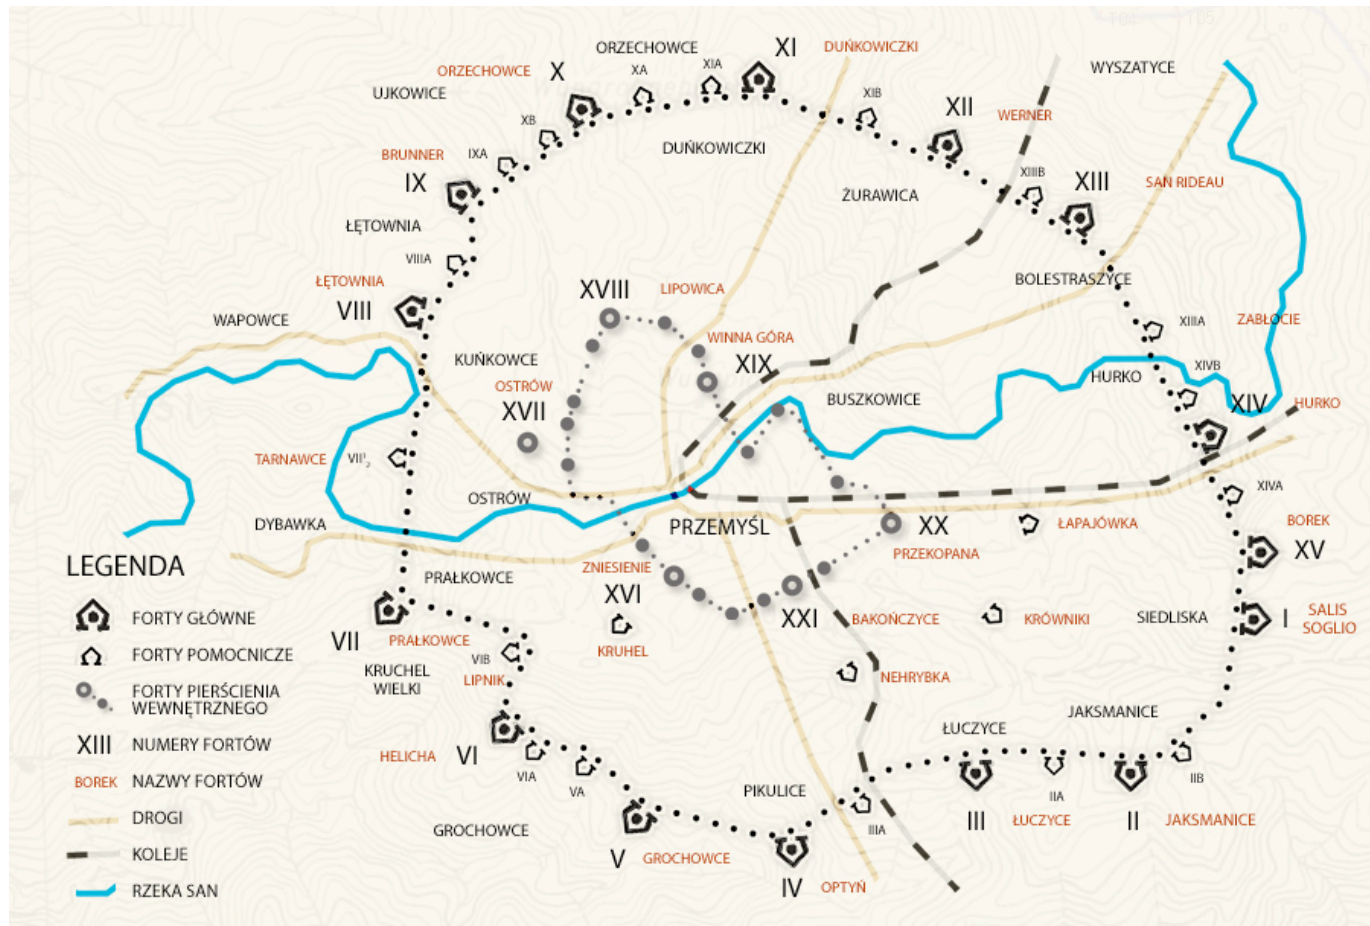 ORZECHOWCE
XI
DUŃKOWICZKI
ORZECHOWCE
X
XA
XIA
WYSZATYCE
UJKOWICE
XB
XIB
XII
WERNER
BRUNNER
IXA
DUŃKOWICZKI
IX
XIIIB
XIII
SAN RIDEAU
ŻURAWICA
ŁĘTOWNIA
VIIIA
ŁĘTOWNIA
VIII
XVIII
LIPOWICA
BOLESTRASZYCE
WAPOWCE
XIIIA
ZABŁOCIE
WINNA GÓRA
XIX
KUŃKOWCE
OSTRÓW
XVII
HURKO
XIVB
BUSZKOWICE
XIV
HURKO
TARNAWCE
VII½
OSTRÓW
XIVA
DYBAWKA
PRZEMYŚL
XX
ŁAPAJÓWKA
BOREK
XV
PRZEKOPANA
LEGENDA
ZNIESIENIE
XVI
PRAŁKOWCE
FORTY GŁÓWNE
VII
PRAŁKOWCE
KRUHEL
XXI
BAKOŃCZYCE
KRÓWNIKI
SIEDLISKA
I
SALIS
SOGLIO
FORTY POMOCNICZE
VIB
LIPNIK
KRUCHEL
WIELKI
NEHRYBKA
FORTY PIERŚCIENIA
WEWNĘTRZNEGO
JAKSMANICE
ŁUCZYCE
XIII
NUMERY FORTÓW
HELICHA
VI
VIA
VA
IIB
BOREK
NAZWY FORTÓW
PIKULICE
IIA
DROGI
GROCHOWCE
IIIA
III
ŁUCZYCE
II
JAKSMANICE
KOLEJE
V
GROCHOWCE
IV
OPTYŃ
RZEKA SAN